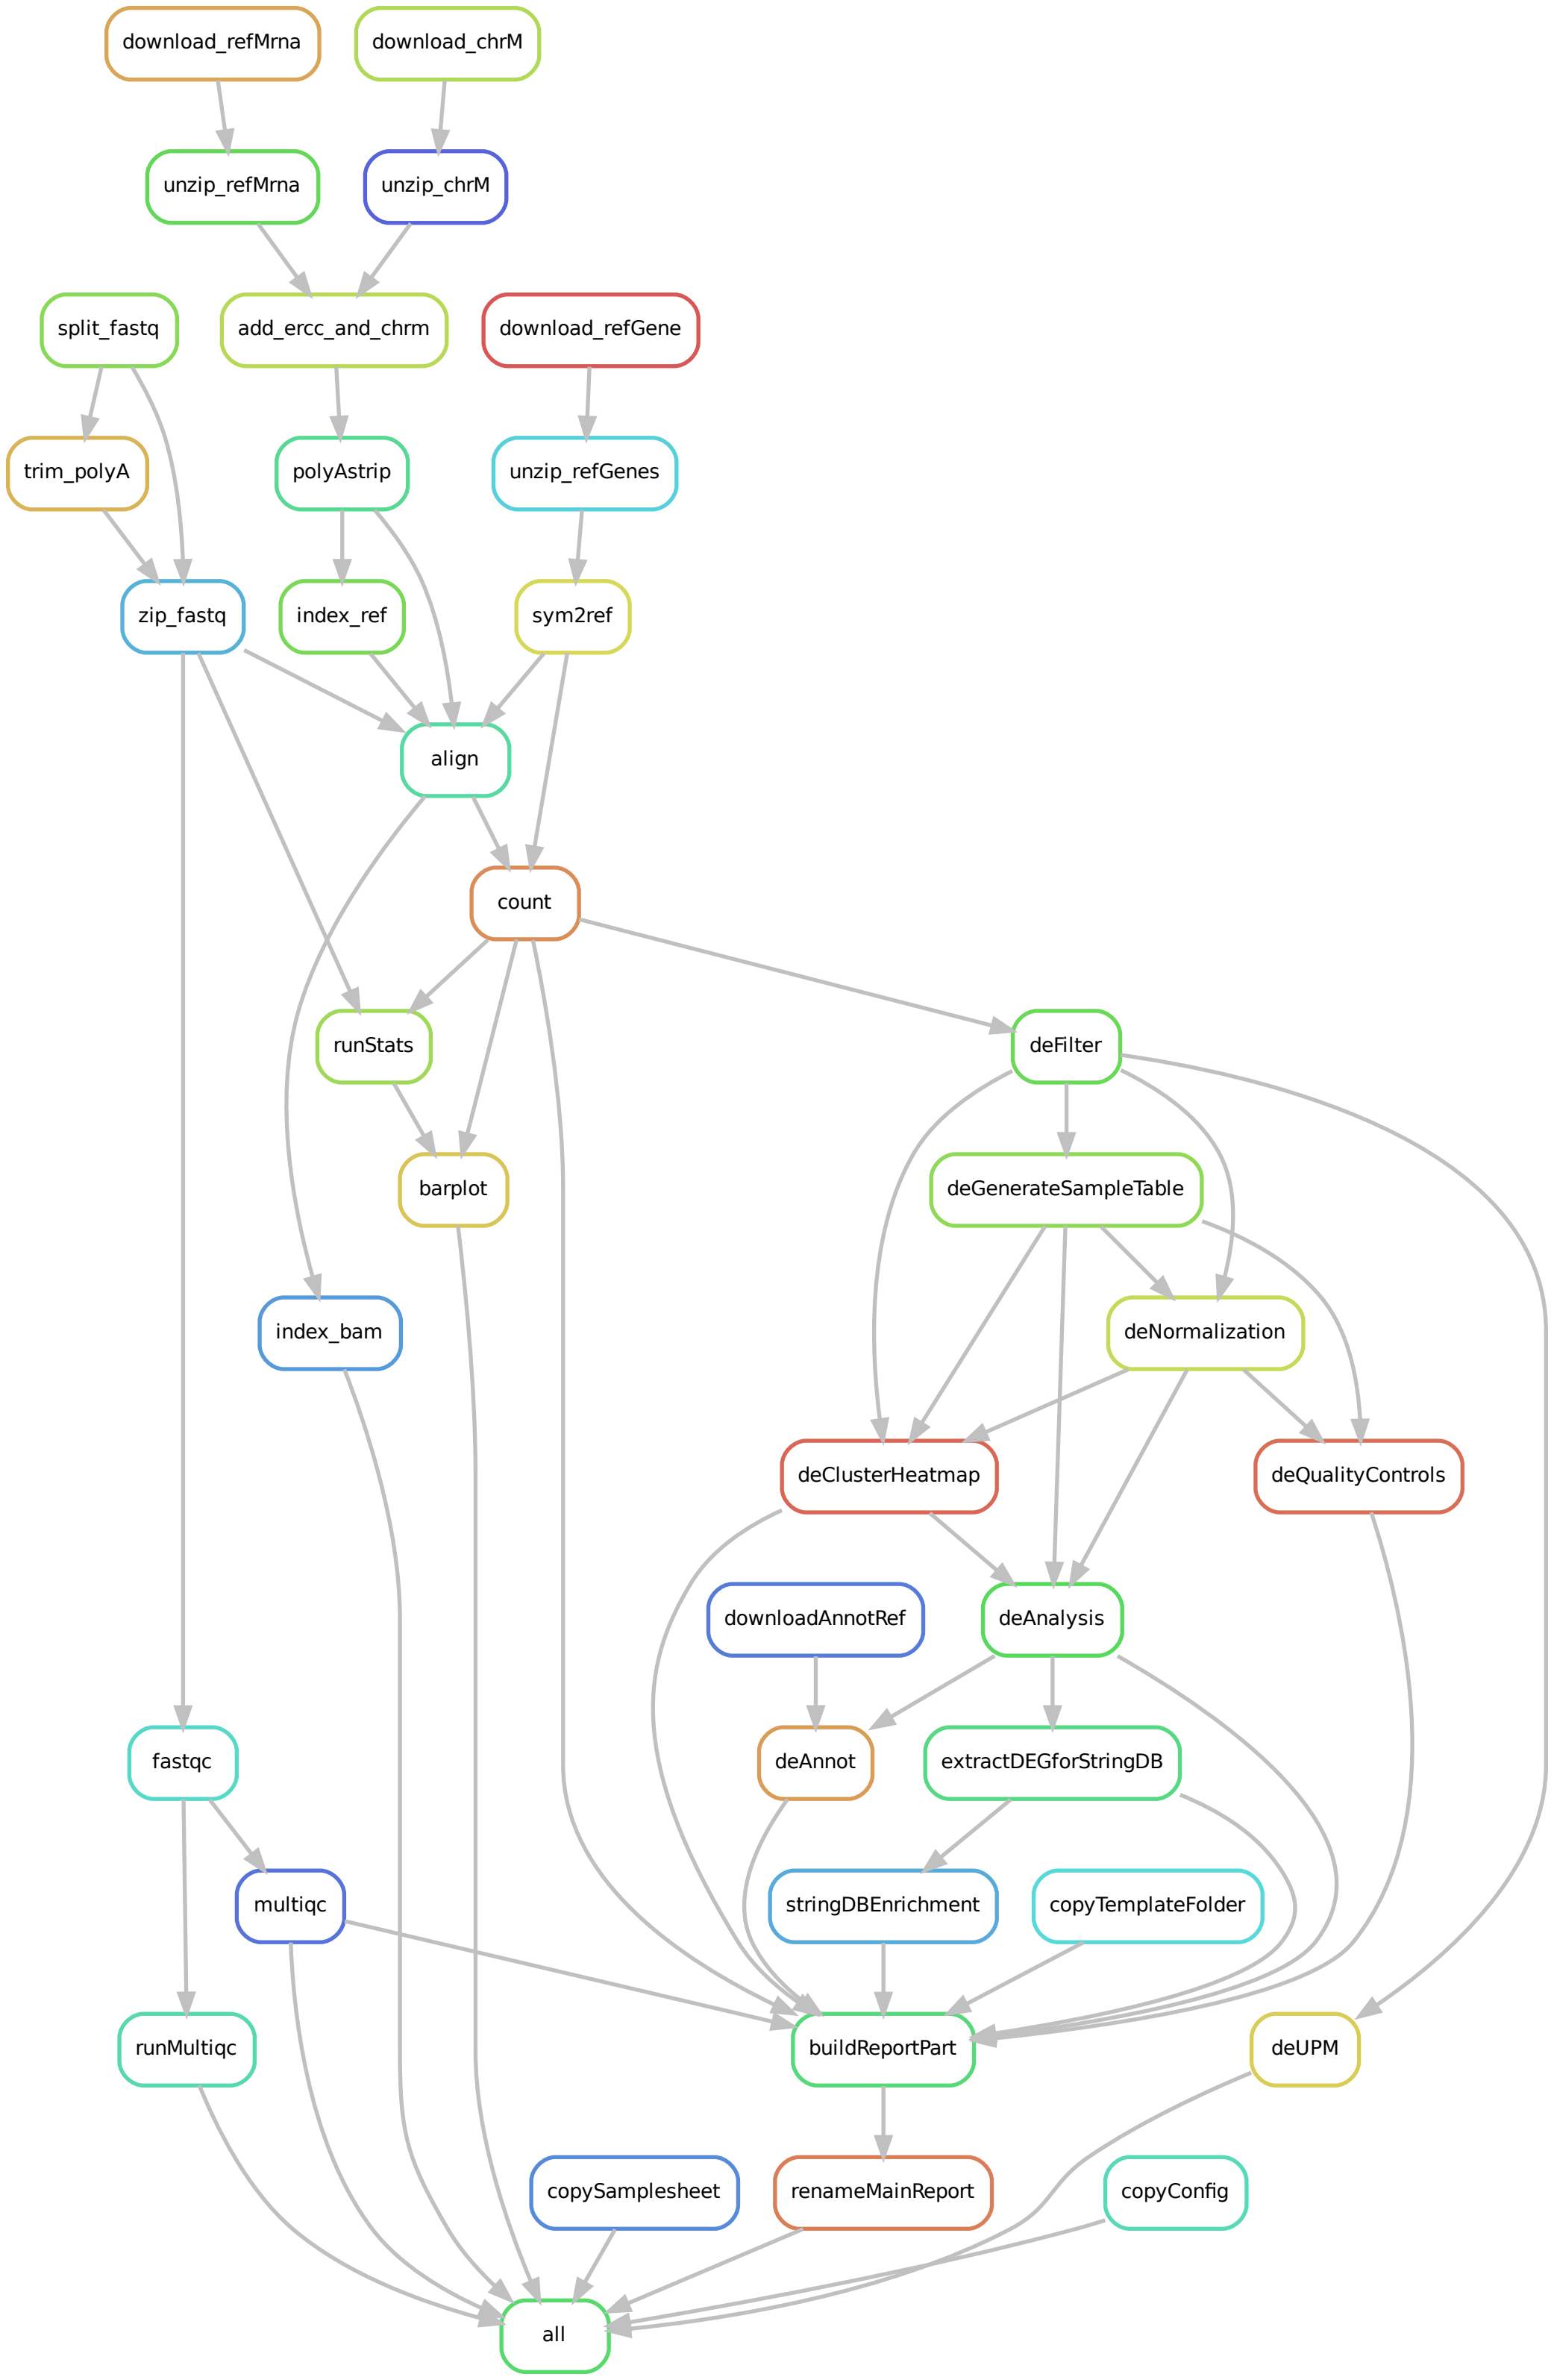 download_refMrna
download_chrM
unzip_refMrna
unzip_chrM
split_fastq
add_ercc_and_chrm
download_refGene
trim_polyA
polyAstrip
unzip_refGenes
zip_fastq
index_ref
sym2ref
align
count
runStats
deFilter
barplot
deGenerateSampleTable
index_bam
deNormalization
deClusterHeatmap
deQualityControls
downloadAnnotRef
deAnalysis
fastqc
deAnnot
extractDEGforStringDB
multiqc
stringDBEnrichment
copyTemplateFolder
runMultiqc
buildReportPart
deUPM
copySamplesheet
renameMainReport
copyConfig
all